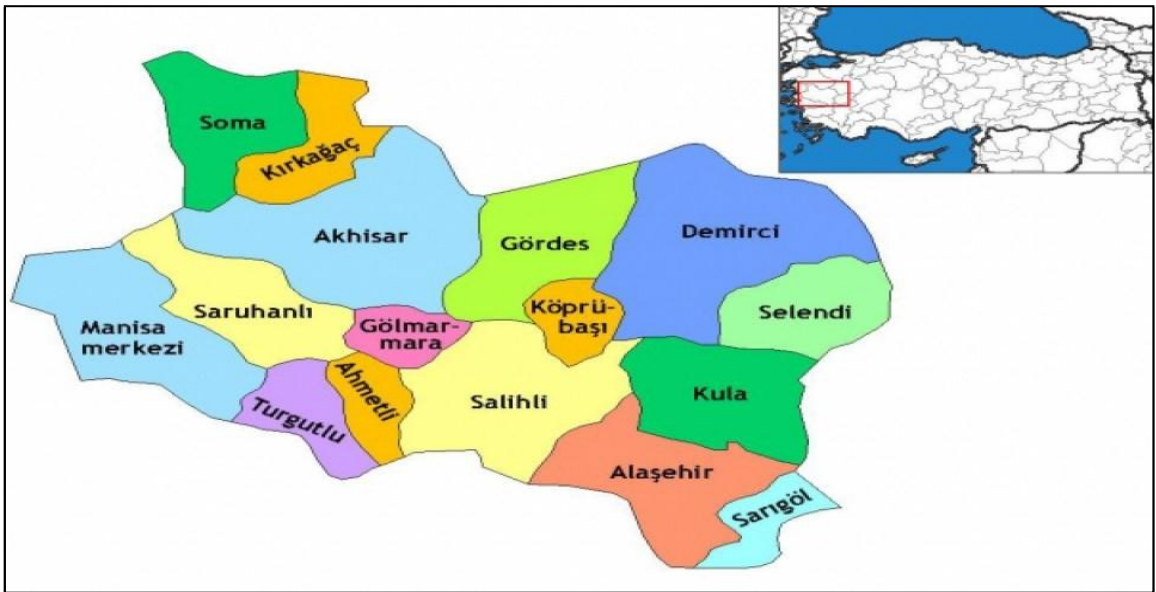 Soma
Kırkağaç
Akhisar
Gördes
Demirci
Köprü-
başı
Selendi
Saruhanlı
Gölmar-
mara
Manisa
merkezi
Ahmetli
Turgutlu
Salihli
Kula
Alaşehir
Sarıgöl